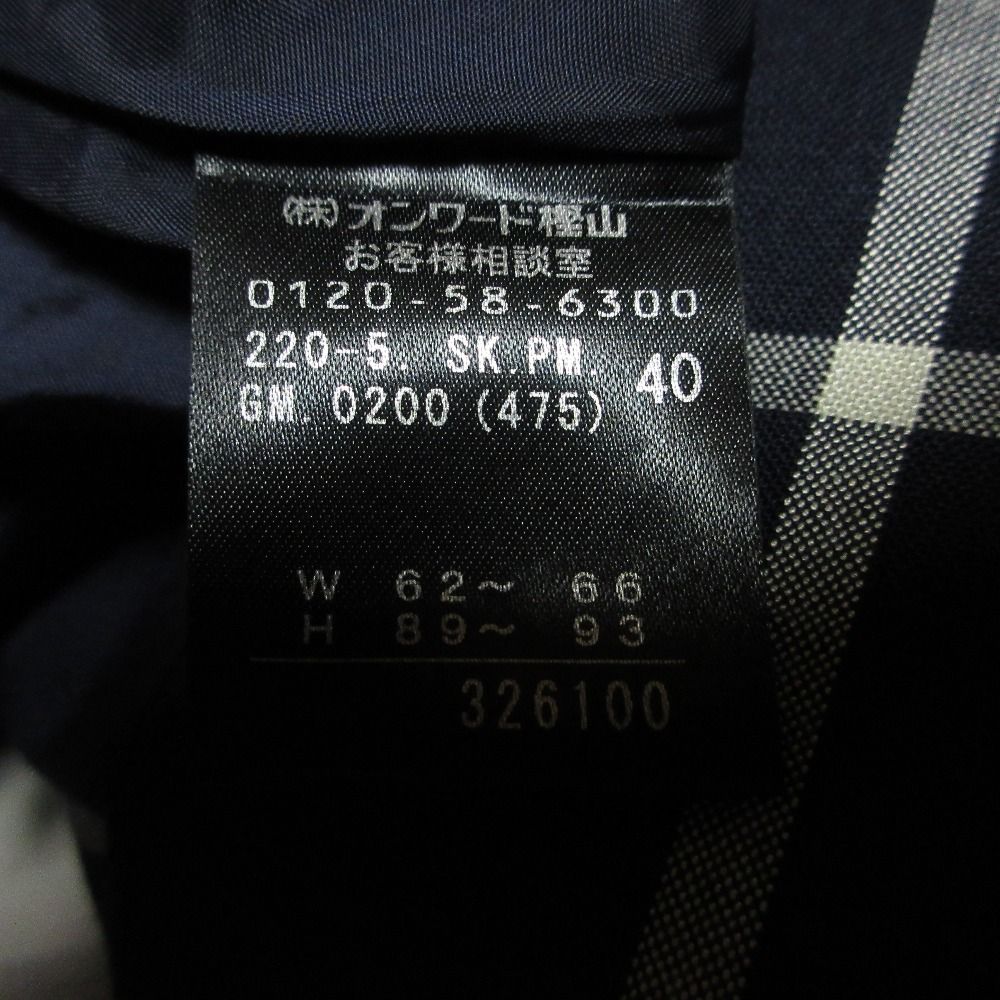 ㈱オンワード樫山
お客様相談室
0120-58-6300
220-5. SK.PM. 40
GM. 0200 (475)
W 62〜 66
H 89〜 93
326100